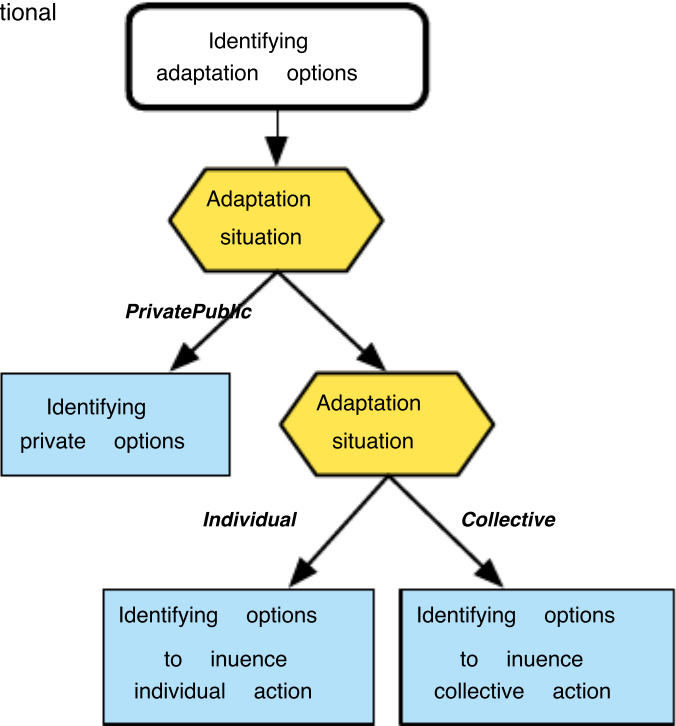 tional
Identifying
adaptation options
Adaptation
situation
PrivatePublic
Identifying
private options
Adaptation
situation
Individual
Collective
Identifying options
to inuence
individual action
Identifying options
to inuence
collective action